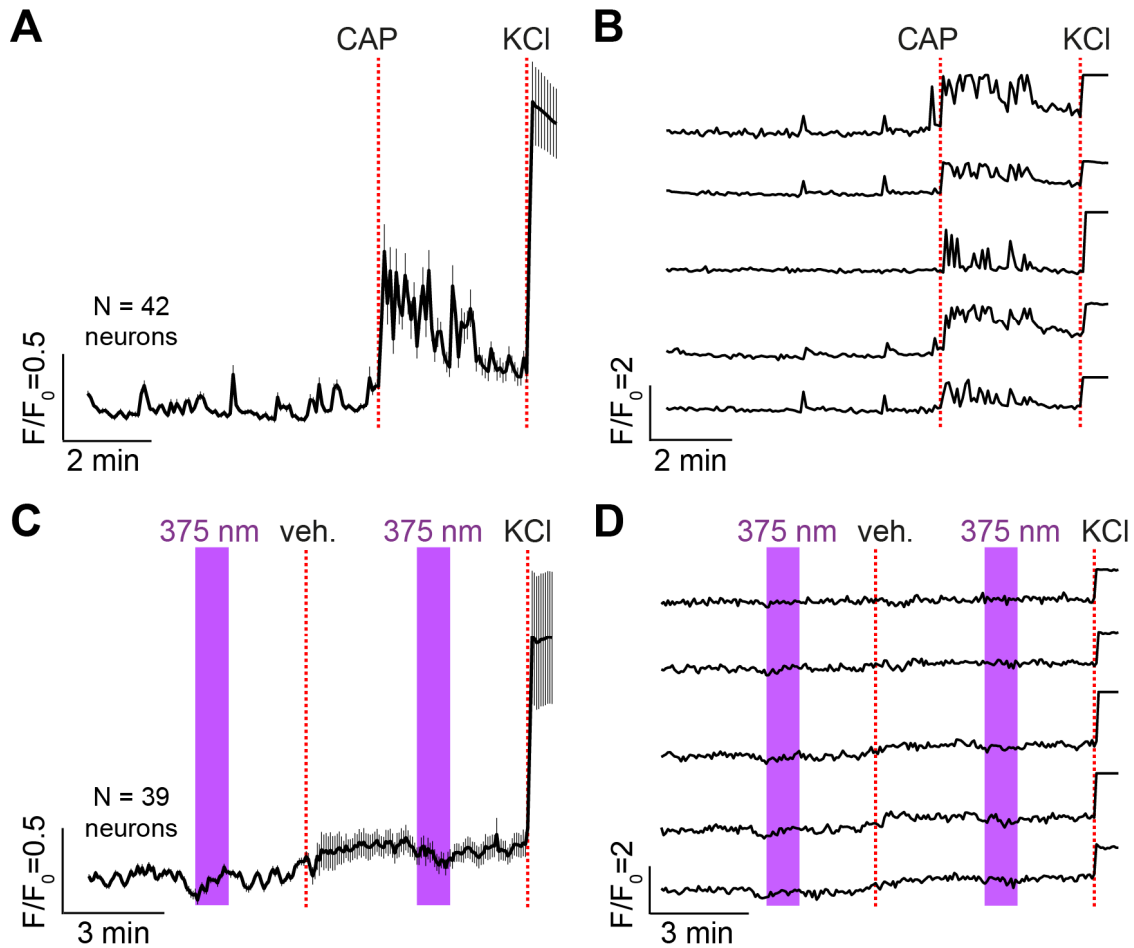 A
CAP
KCl
N = 42
neurons
F/F0=0.5
2 min
B
CAP
KCl
F/F0=2
2 min
C
375 nm
veh.
375 nm
KCl
N = 39
neurons
F/F0=0.5
3 min
D
375 nm
veh.
375 nm
KCl
F/F0=2
3 min